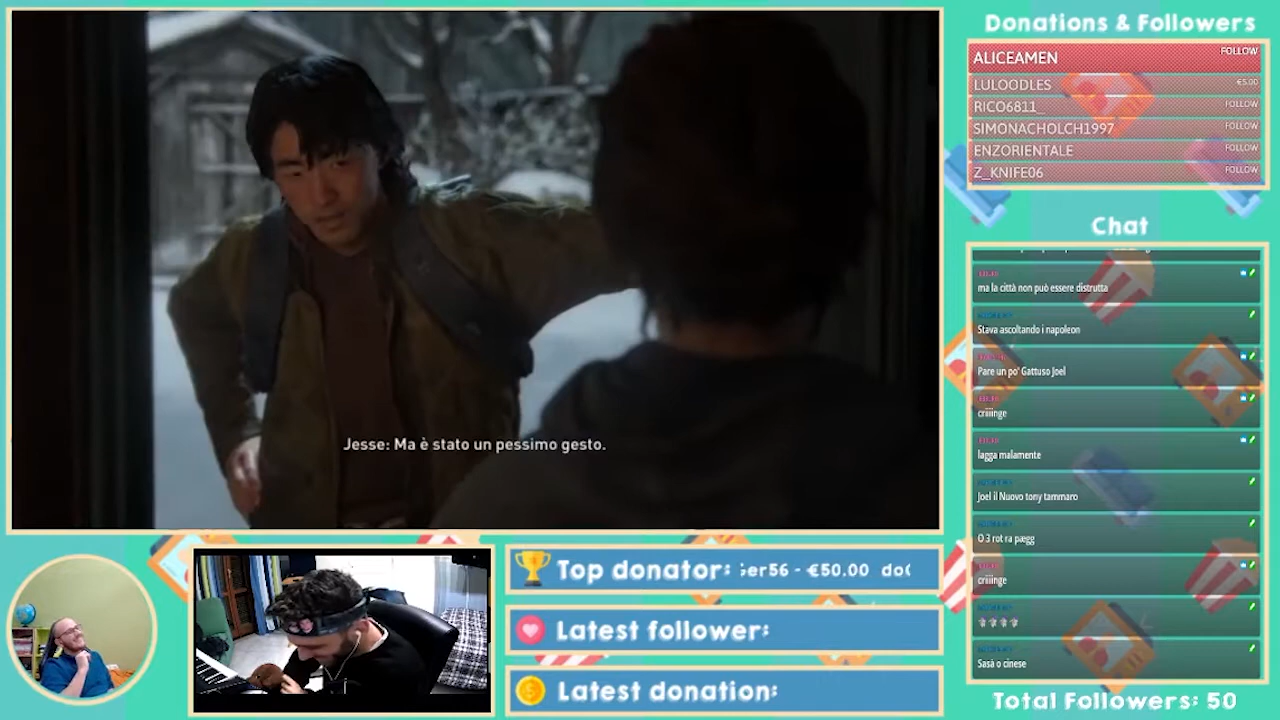 Donations & Followers
ALICEAMEN FOLLOW
LULOODLES €5.00
RICO6811_ FOLLOW
SIMONACHOLCH1997 FOLLOW
ENZORIENTALE FOLLOW
Z_KNIFE06 FOLLOW
Chat
ma la città non può essere distrutta
Stava ascoltando i napoleon
Pare un po' Gattuso Joel
criiinge
lagga malamente
Joel il Nuovo tony tammaro
O 3 rot ra pægg
criiinge
Sasà o cinese
Total Followers: 50
Jesse: Ma è stato un pessimo gesto.
Top donator: er56 - €50.00
Latest follower:
Latest donation: